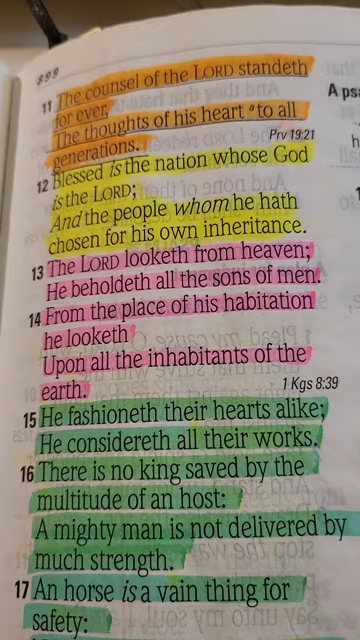 899
11 The counsel of the LORD standeth
for ever,
The thoughts of his heart ᵃto all
generations.
Prv 19:21
12 Blessed is the nation whose God
is the LORD;
And the people whom he hath
chosen for his own inheritance.
13 The LORD looketh from heaven;
He beholdeth all the sons of men.
14 From the place of his habitation
he looketh
Upon all the inhabitants of the
earth.
1 Kgs 8:39
15 He fashioneth their hearts alike;
He considereth all their works.
16 There is no king saved by the
multitude of an host:
A mighty man is not delivered by
much strength.
17 An horse is a vain thing for
safety:
A psa